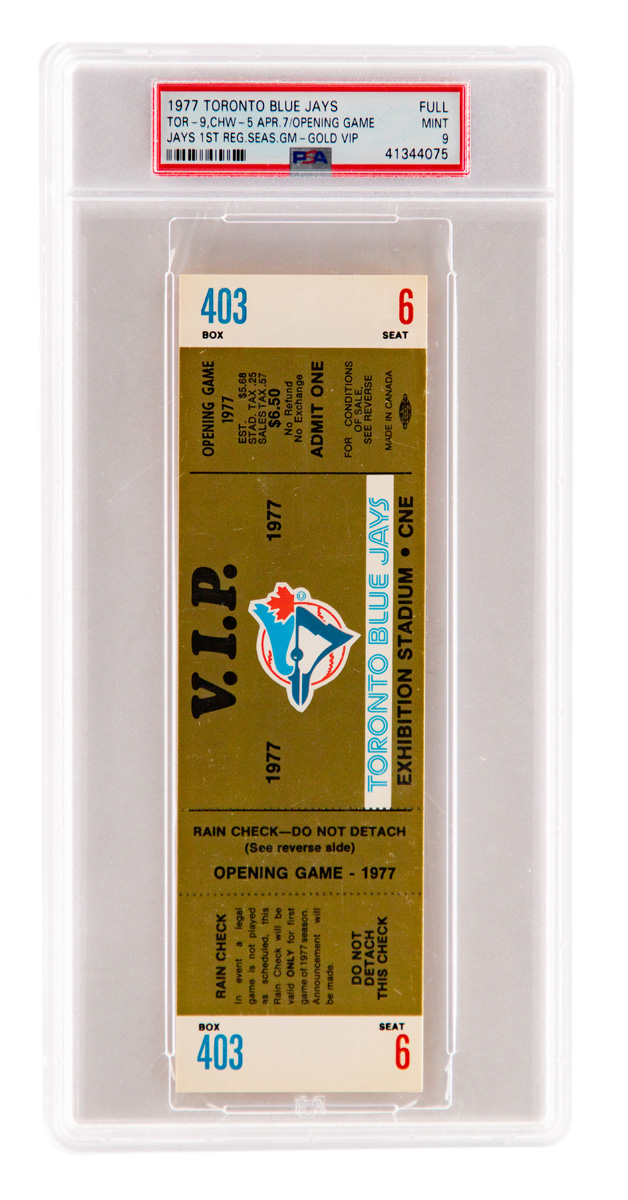 1977 TORONTO BLUE JAYS FULL
TOR-9,CHW-5 APR.7/OPENING GAME MINT
JAYS 1ST REG.SEAS.GM-GOLD VIP 9
PSA 41344075
403 6
BOX SEAT
OPENING GAME
1977
EST. $5.68
STAD. TAX .25
SALES TAX .57
$6.50
No Refund
No Exchange
ADMIT ONE
FOR CONDITIONS
OF SALE,
SEE REVERSE
MADE IN CANADA
V.I.P.
1977 1977
©
TORONTO BLUE JAYS
EXHIBITION STADIUM • CNE
RAIN CHECK—DO NOT DETACH
(See reverse side)
OPENING GAME - 1977
RAIN CHECK
In event a legal
game is not played
as scheduled, this
Rain Check will be
valid ONLY for first
game of 1977 season.
Announcement will
be made.
DO NOT
DETACH
THIS CHECK
BOX SEAT
403 6